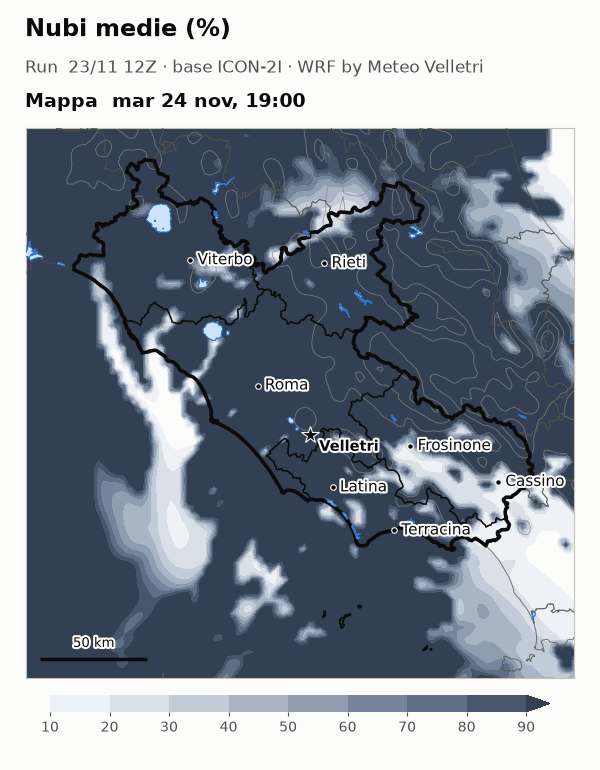 Nubi medie (%)
Run  23/11 12Z · base ICON-2I · WRF by Meteo Velletri
Mappa  mar 24 nov, 19:00
Viterbo
Rieti
Roma
Velletri
Frosinone
Latina
Cassino
Terracina
50 km
10 20 30 40 50 60 70 80 90